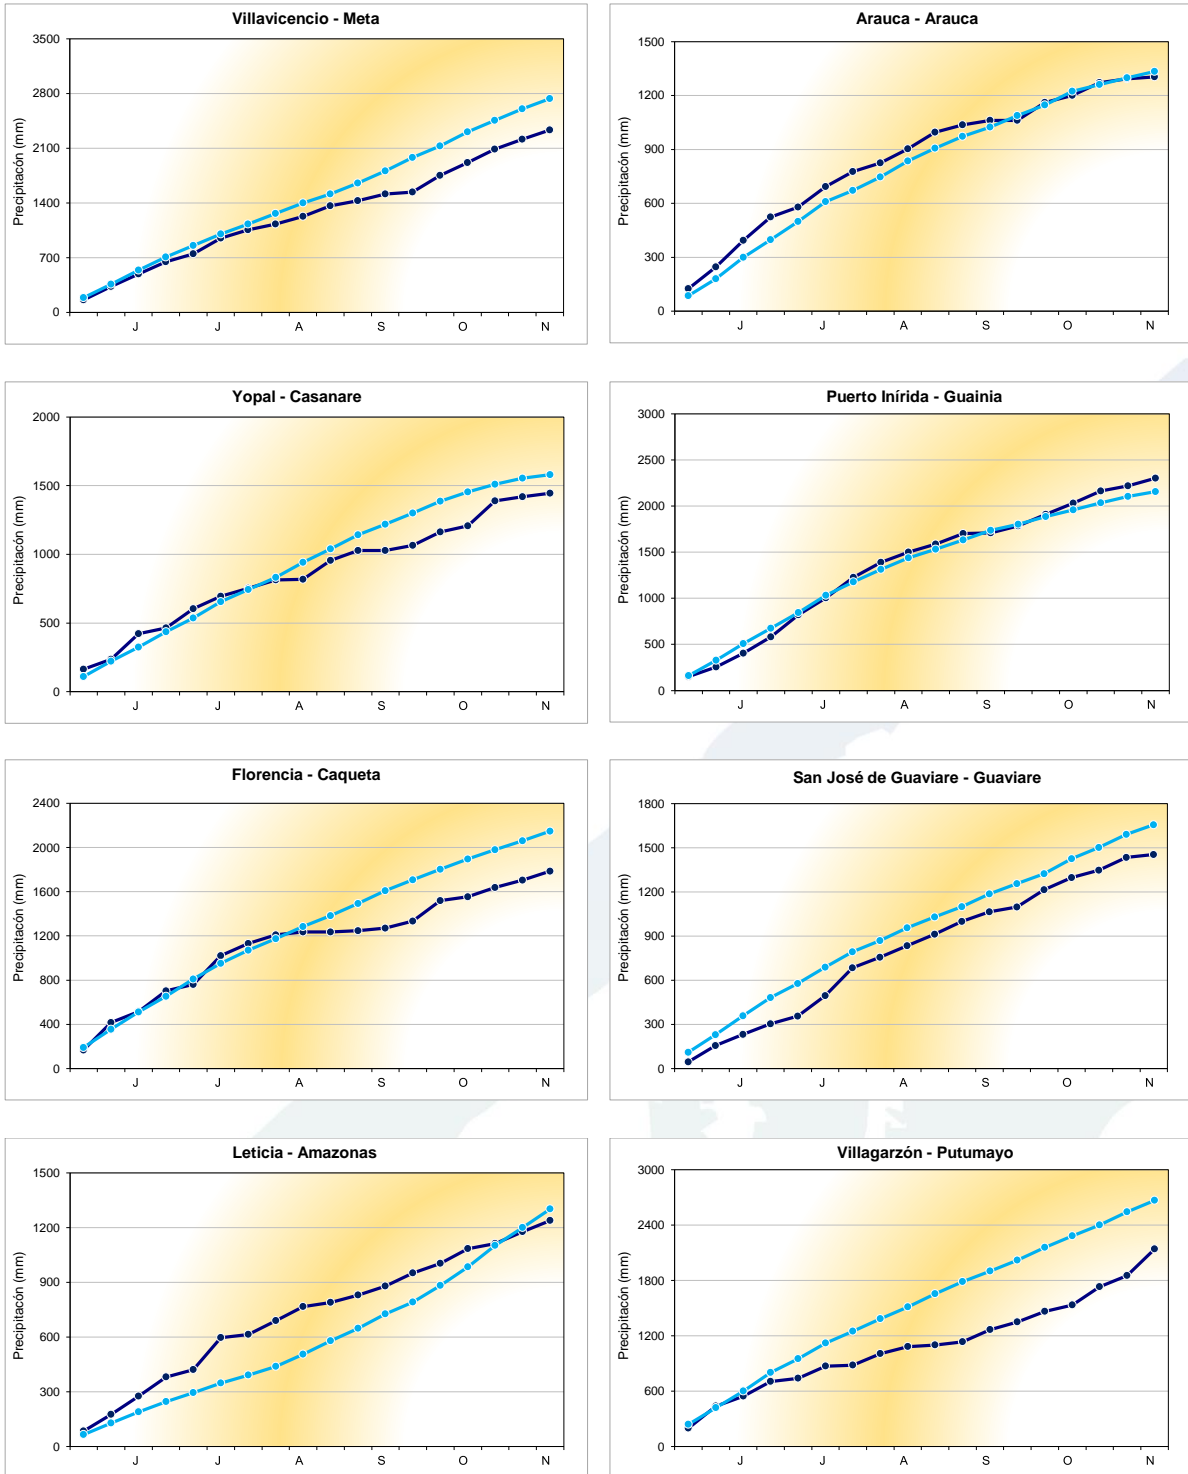 Villavicencio - Meta
Precipitacón (mm)
3500
2800
2100
1400
700
0
J J A S O N
Arauca - Arauca
Precipitacón (mm)
1500
1200
900
600
300
0
J J A S O N
Yopal - Casanare
Precipitacón (mm)
2000
1500
1000
500
0
J J A S O N
Puerto Inírida - Guainia
Precipitacón (mm)
3000
2500
2000
1500
1000
500
0
J J A S O N
Florencia - Caqueta
Precipitacón (mm)
2400
2000
1600
1200
800
400
0
J J A S O N
San José de Guaviare - Guaviare
Precipitacón (mm)
1800
1500
1200
900
600
300
0
J J A S O N
Leticia - Amazonas
Precipitacón (mm)
1500
1200
900
600
300
0
J J A S O N
Villagarzón - Putumayo
Precipitacón (mm)
3000
2400
1800
1200
600
0
J J A S O N